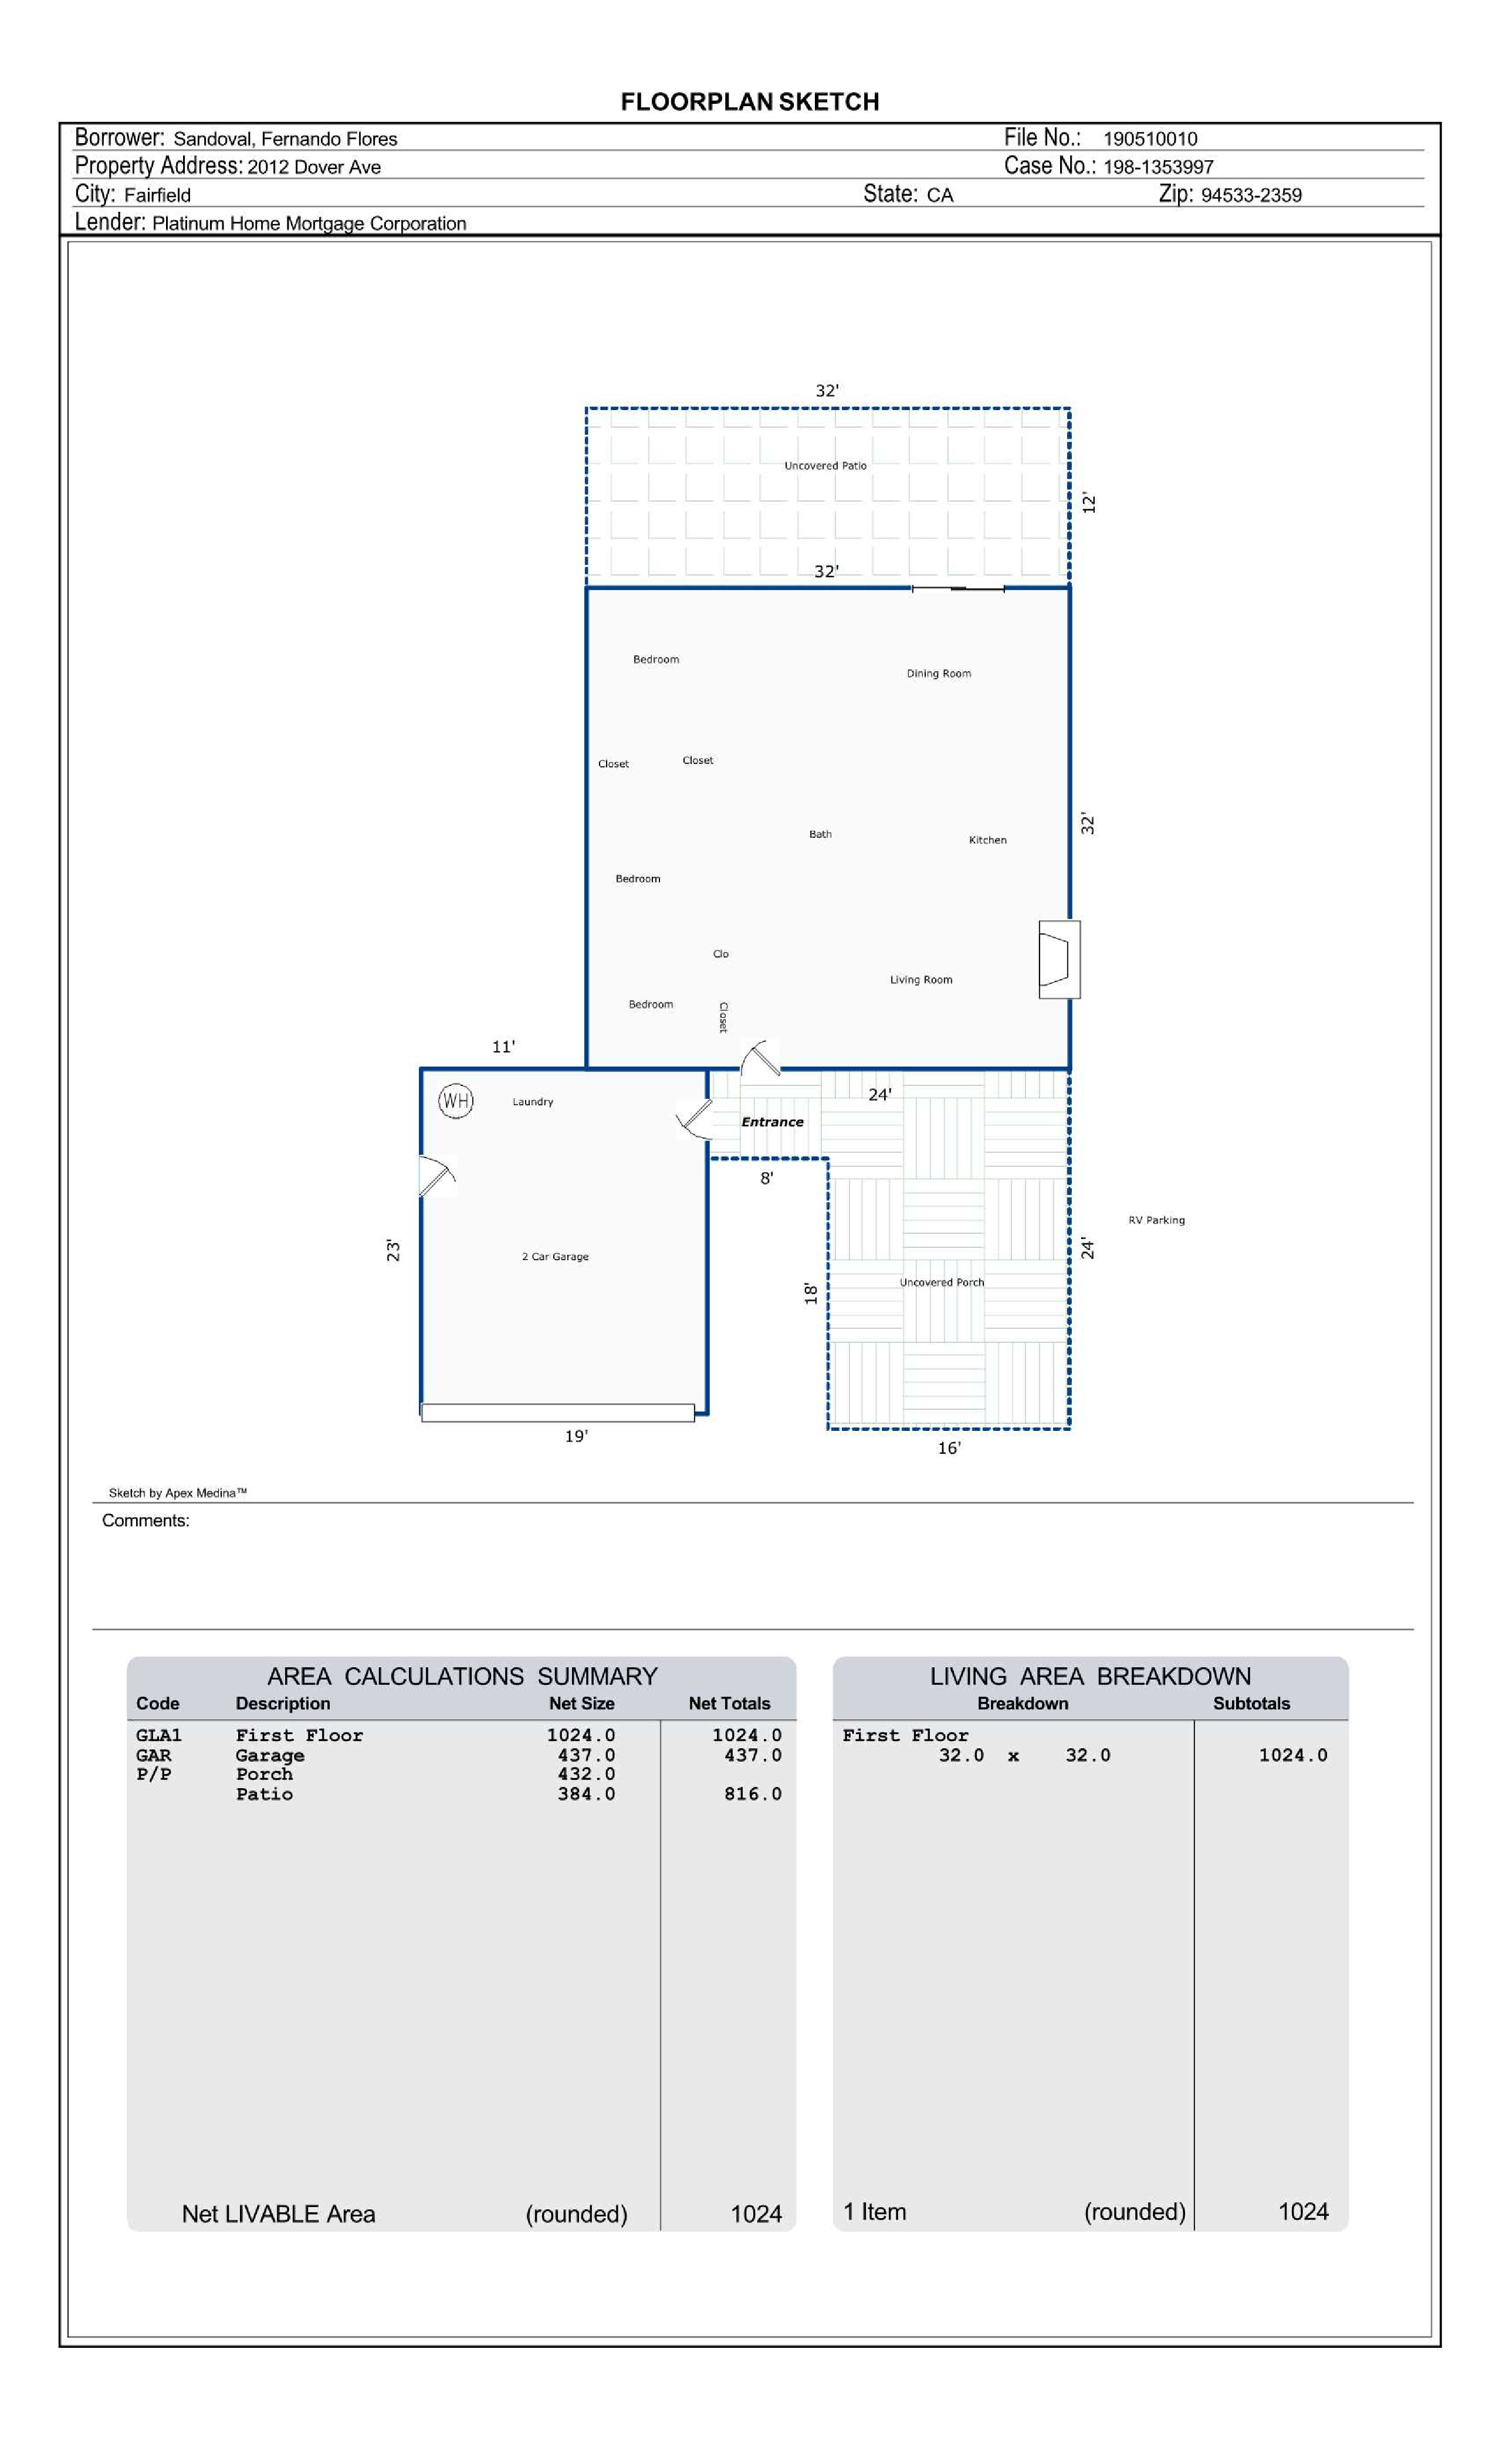 FLOORPLAN SKETCH
Borrower: Sandoval, Fernando Flores File No.: 190510010
Property Address: 2012 Dover Ave Case No.: 198-1353997
City: Fairfield State: CA Zip: 94533-2359
Lender: Platinum Home Mortgage Corporation
32'
Uncovered Patio
12'
32'
Bedroom
Dining Room
Closet Closet
32'
Bath
Kitchen
Bedroom
Clo
Living Room
Bedroom
Closet
11'
24'
WH Laundry
Entrance
8'
RV Parking
23'
24'
2 Car Garage
18'
Uncovered Porch
19'
16'
Sketch by Apex Medina™
Comments:
AREA CALCULATIONS SUMMARY
Code Description Net Size Net Totals
GLA1 First Floor 1024.0 1024.0
GAR Garage 437.0 437.0
P/P Porch 432.0
Patio 384.0 816.0
Net LIVABLE Area (rounded) 1024
LIVING AREA BREAKDOWN
Breakdown Subtotals
First Floor
32.0 x 32.0 1024.0
1 Item (rounded) 1024